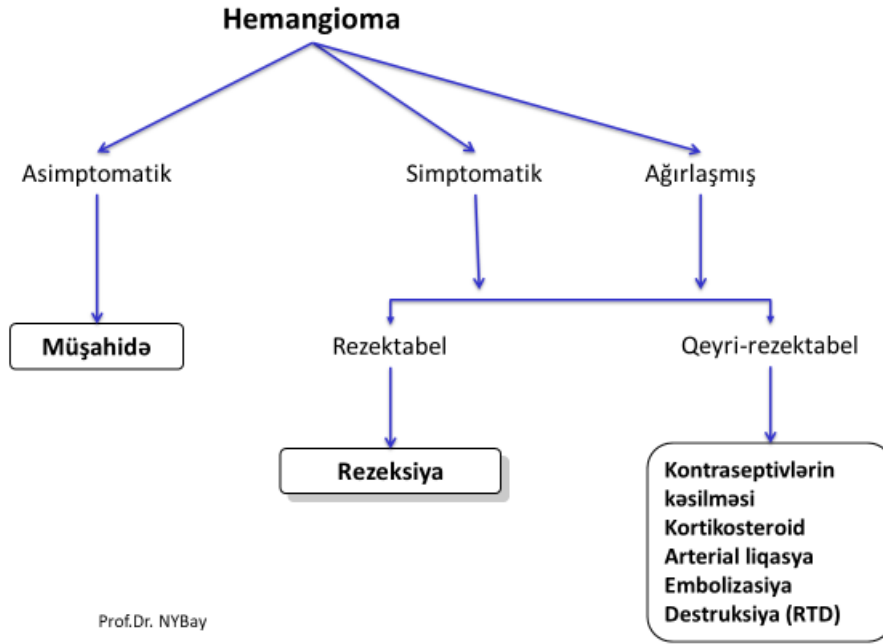 Hemangioma
Asimptomatik
Simptomatik
Ağırlaşmış
Müşahidə
Rezektabel
Qeyri-rezektabel
Rezeksiya
Kontraseptivlərin
kəsilməsi
Kortikosteroid
Arterial liqasya
Embolizasiya
Destruksiya (RTD)
Prof.Dr. NYBay